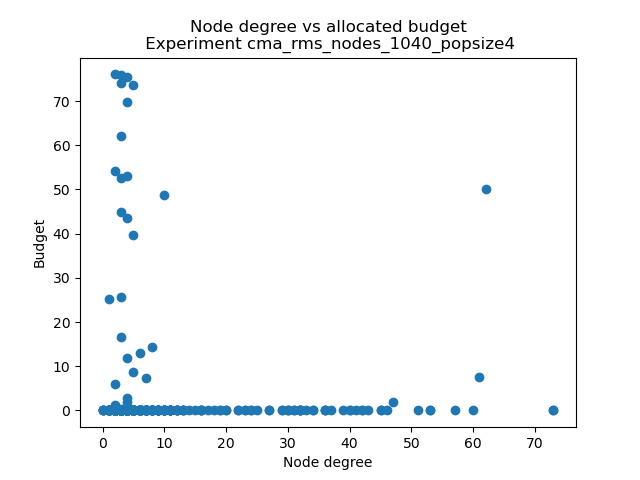 Node degree vs allocated budget
Experiment cma_rms_nodes_1040_popsize4
Budget
70
60
50
40
30
20
10
0
0 10 20 30 40 50 60 70
Node degree